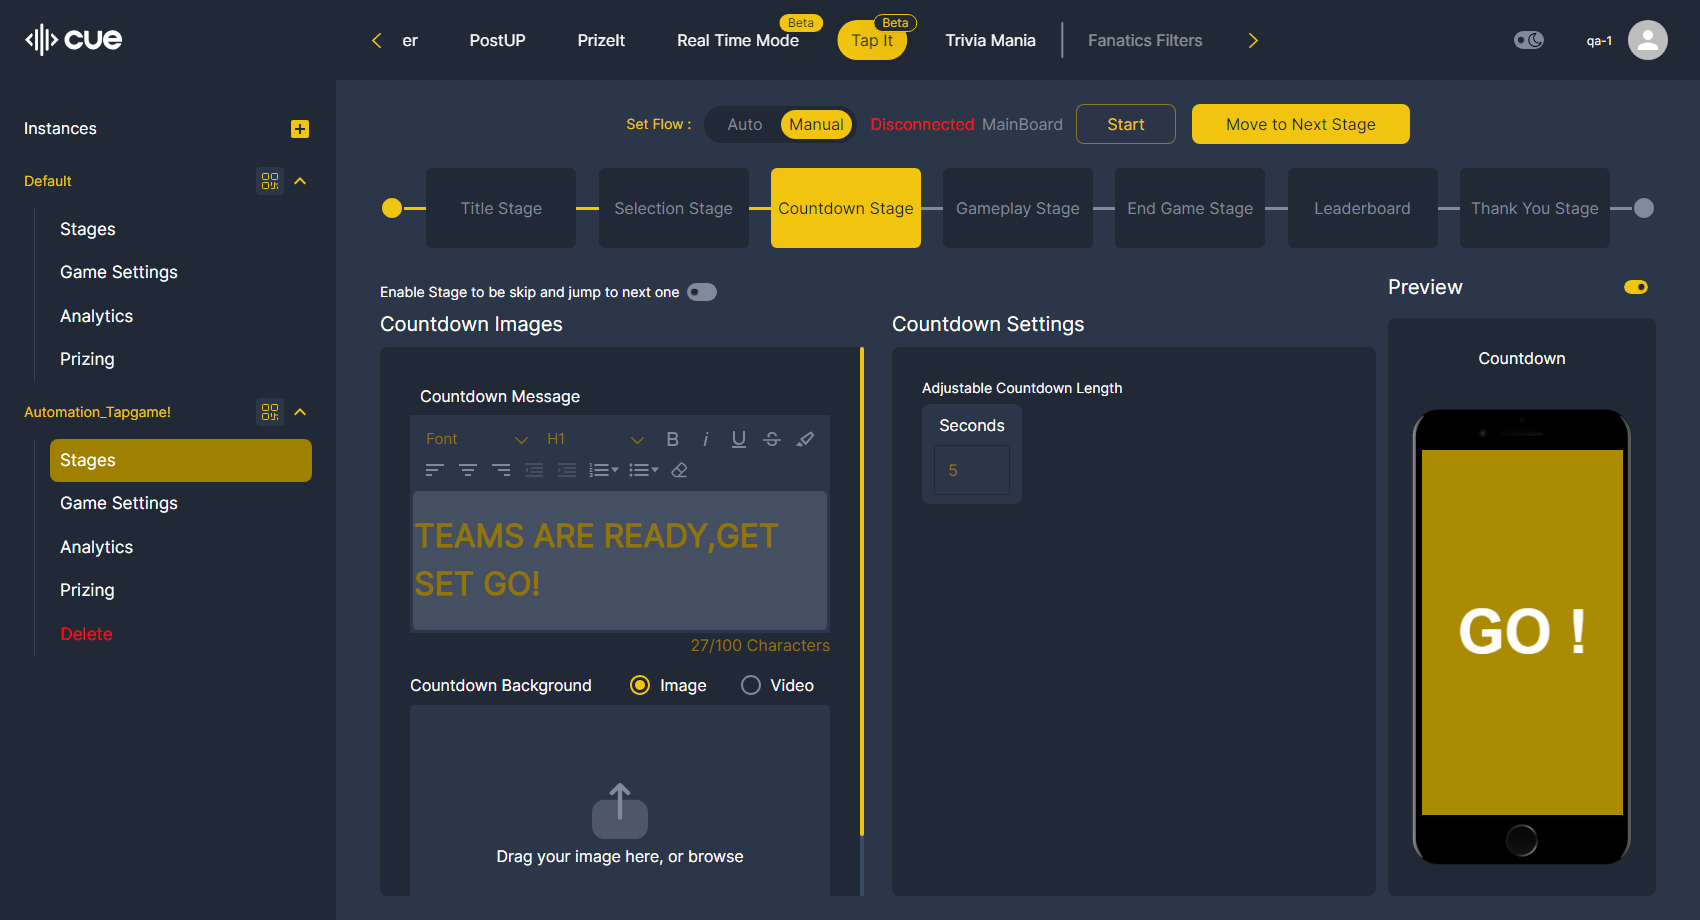 cue
er
PostUP
PrizeIt
Real Time Mode
Beta
Tap It
Beta
Trivia Mania
Fanatics Filters
qa-1
Instances
Default
Stages
Game Settings
Analytics
Prizing
Automation_Tapgame!
Stages
Game Settings
Analytics
Prizing
Delete
Set Flow :
Auto
Manual
Disconnected MainBoard
Start
Move to Next Stage
Title Stage
Selection Stage
Countdown Stage
Gameplay Stage
End Game Stage
Leaderboard
Thank You Stage
Enable Stage to be skip and jump to next one
Countdown Images
Countdown Message
Font
H1
B
i
U
S
TEAMS ARE READY,GET
SET GO!
27/100 Characters
Countdown Background
Image
Video
Drag your image here, or browse
Countdown Settings
Adjustable Countdown Length
Seconds
5
Preview
Countdown
GO !